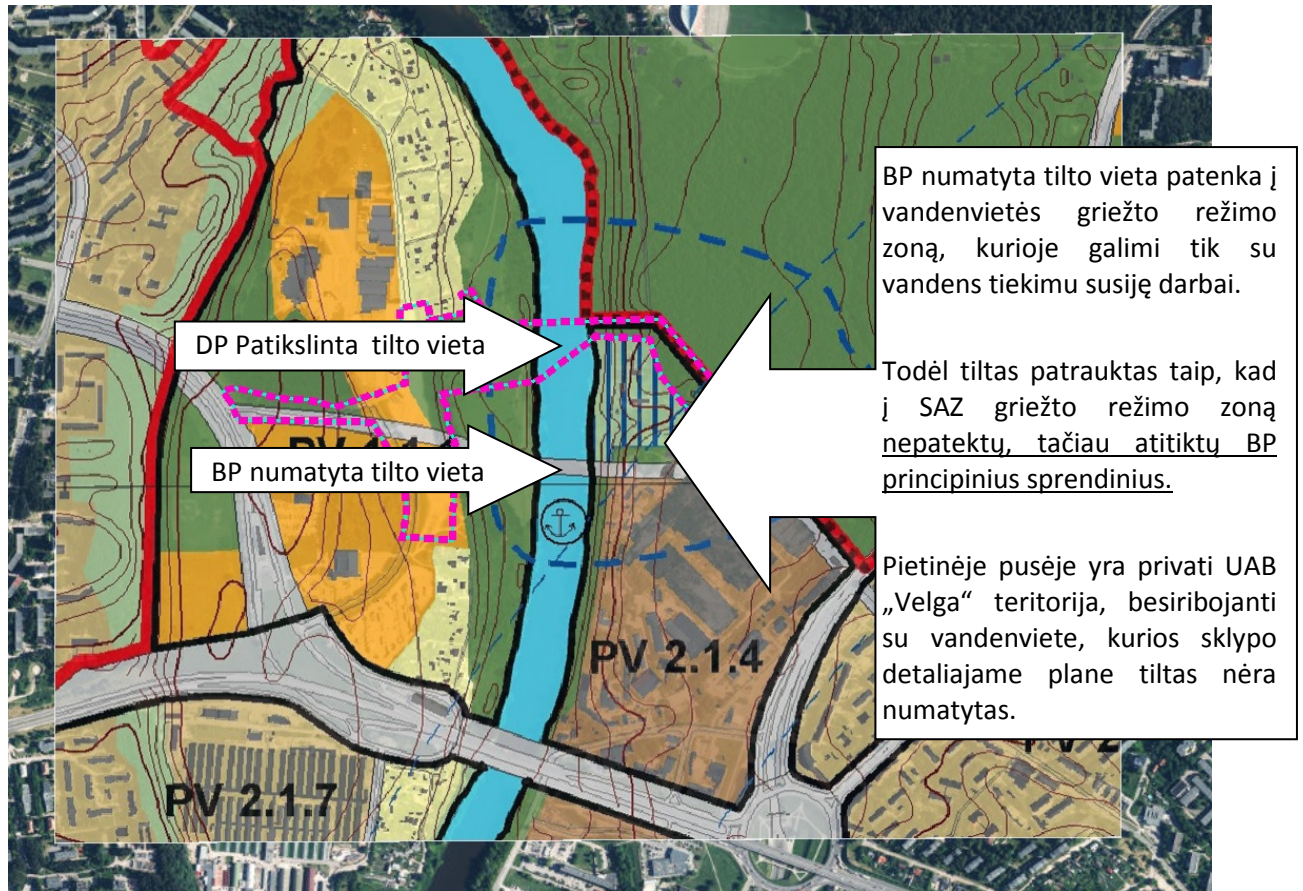 DP Patikslinta tilto vieta
BP numatyta tilto vieta
PV 2.1.4
PV 2.1.7
BP numatyta tilto vieta patenka į
vandenvietės griežto režimo
zoną, kurioje galimi tik su
vandens tiekimu susiję darbai.
Todėl tiltas patrauktas taip, kad
į SAZ griežto režimo zoną
nepatektų, tačiau atitiktų BP
principinius sprendinius.
Pietinėje pusėje yra privati UAB
„Velga“ teritorija, besiribojanti
su vandenviete, kurios sklypo
detaliajame plane tiltas nėra
numatytas.